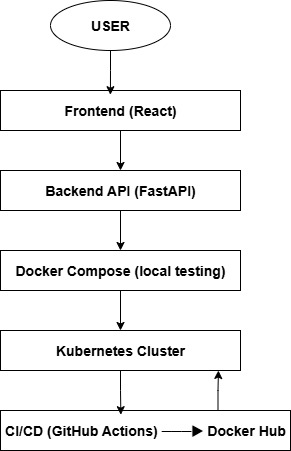 USER
Frontend (React)
Backend API (FastAPI)
Docker Compose (local testing)
Kubernetes Cluster
CI/CD (GitHub Actions) Docker Hub